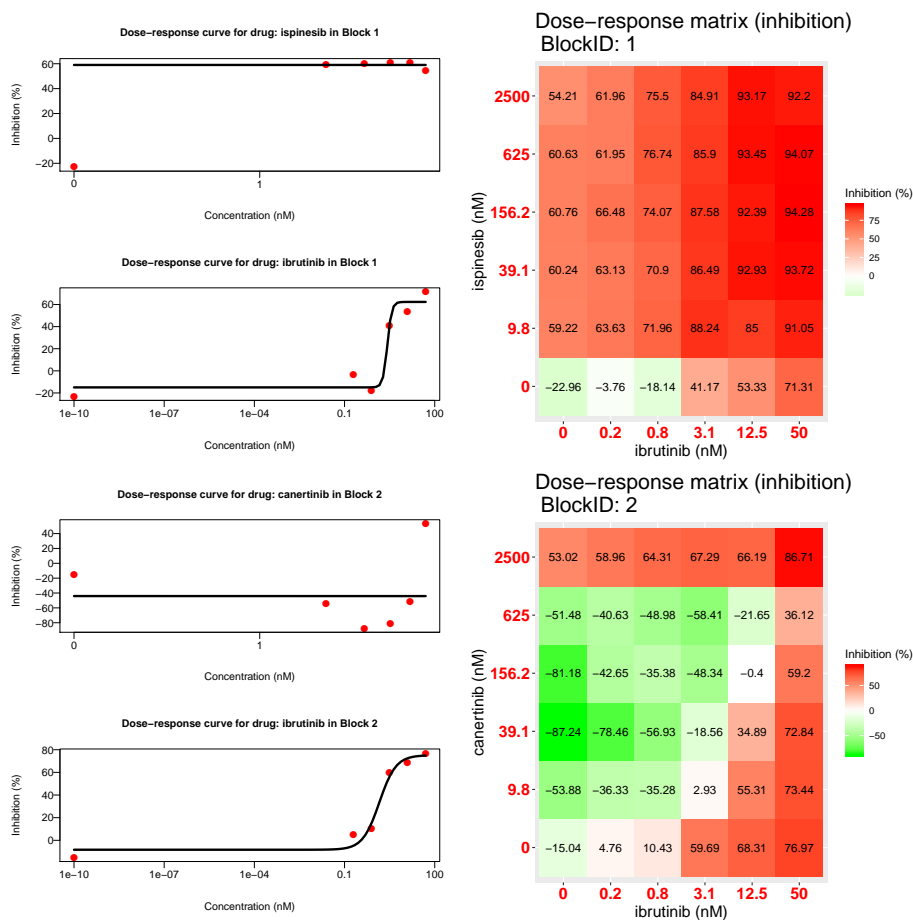 Dose−response curve for drug: ispinesib in Block 1
Inhibition (%)
60
40
20
0
−20
0
1
Concentration (nM)
Dose−response curve for drug: ibrutinib in Block 1
Inhibition (%)
60
40
20
0
−20
1e−10
1e−07
1e−04
0.1
100
Concentration (nM)
Dose−response curve for drug: canertinib in Block 2
Inhibition (%)
40
20
0
−20
−40
−60
−80
0
1
Concentration (nM)
Dose−response curve for drug: ibrutinib in Block 2
Inhibition (%)
80
60
40
20
0
1e−10
1e−07
1e−04
0.1
100
Concentration (nM)
Dose−response matrix (inhibition)
BlockID: 1
ispinesib (nM)
2500 54.21 61.96 75.5 84.91 93.17 92.2
625 60.63 61.95 76.74 85.9 93.45 94.07
156.2 60.76 66.48 74.07 87.58 92.39 94.28
39.1 60.24 63.13 70.9 86.49 92.93 93.72
9.8 59.22 63.63 71.96 88.24 85 91.05
0 −22.96 −3.76 −18.14 41.17 53.33 71.31
0 0.2 0.8 3.1 12.5 50
ibrutinib (nM)
Inhibition (%)
75
50
25
0
Dose−response matrix (inhibition)
BlockID: 2
canertinib (nM)
2500 53.02 58.96 64.31 67.29 66.19 86.71
625 −51.48 −40.63 −48.98 −58.41 −21.65 36.12
156.2 −81.18 −42.65 −35.38 −48.34 −0.4 59.2
39.1 −87.24 −78.46 −56.93 −18.56 34.89 72.84
9.8 −53.88 −36.33 −35.28 2.93 55.31 73.44
0 −15.04 4.76 10.43 59.69 68.31 76.97
0 0.2 0.8 3.1 12.5 50
ibrutinib (nM)
Inhibition (%)
50
0
−50